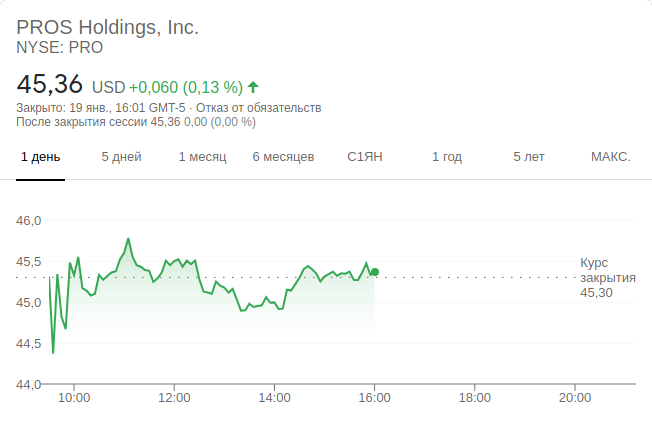 PROS Holdings, Inc.
NYSE: PRO
45,36 USD +0,060 (0,13 %)
Закрыто: 19 янв., 16:01 GMT-5 · Отказ от обязательств
После закрытия сессии 45,36 0,00 (0,00 %)
1 день 5 дней 1 месяц 6 месяцев С1ЯН 1 год 5 лет МАКС.
46,0
45,5
45,0
44,5
44,0
Курс
закрытия
45,30
10:00 12:00 14:00 16:00 18:00 20:00